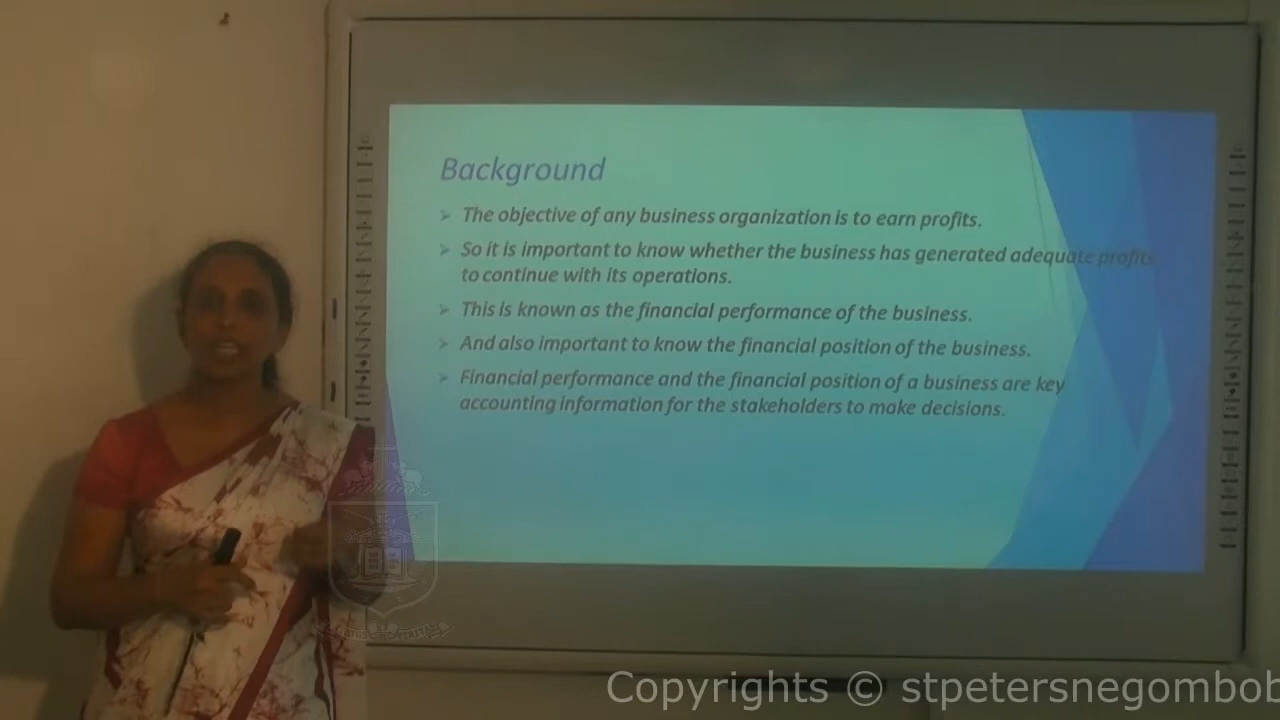 Background
The objective of any business organization is to earn profits.
So it is important to know whether the business has generated adequate profits
to continue with its operations.
This is known as the financial performance of the business.
And also important to know the financial position of the business.
Financial performance and the financial position of a business are key
accounting information for the stakeholders to make decisions.
Copyrights © stpetersnegombob